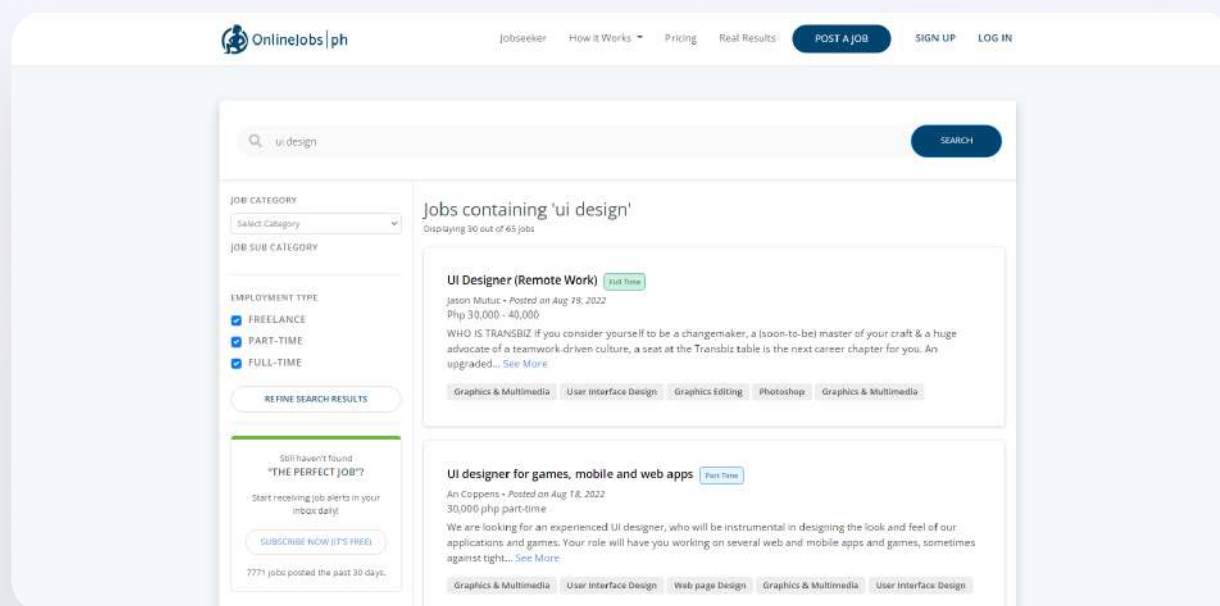 OnlineJobs|ph
Jobseeker
How it Works
Pricing
Real Results
POST A JOB
SIGN UP
LOG IN
ui design
SEARCH
JOB CATEGORY
Select Category
JOB SUB CATEGORY
EMPLOYMENT TYPE
FREELANCE
PART-TIME
FULL-TIME
REFINE SEARCH RESULTS
Still haven't found
"THE PERFECT JOB"?
Start receiving job alerts in your
inbox daily!
SUBSCRIBE NOW (IT'S FREE)
7771 jobs posted the past 30 days.
Jobs containing 'ui design'
Displaying 30 out of 65 jobs
UI Designer (Remote Work) Full Time
Jason Mutuc • Posted on Aug 19, 2022
Php 30,000 - 40,000
WHO IS TRANSBIZ If you consider yourself to be a changemaker, a (soon-to-be) master of your craft & a huge
advocate of a teamwork-driven culture, a seat at the Transbiz table is the next career chapter for you. An
upgraded... See More
Graphics & Multimedia User Interface Design Graphics Editing Photoshop Graphics & Multimedia
UI designer for games, mobile and web apps Part Time
An Coppens • Posted on Aug 18, 2022
30,000 php part-time
We are looking for an experienced UI designer, who will be instrumental in designing the look and feel of our
applications and games. Your role will have you working on several web and mobile apps and games, sometimes
against tight... See More
Graphics & Multimedia User Interface Design Web page Design Graphics & Multimedia User Interface Design